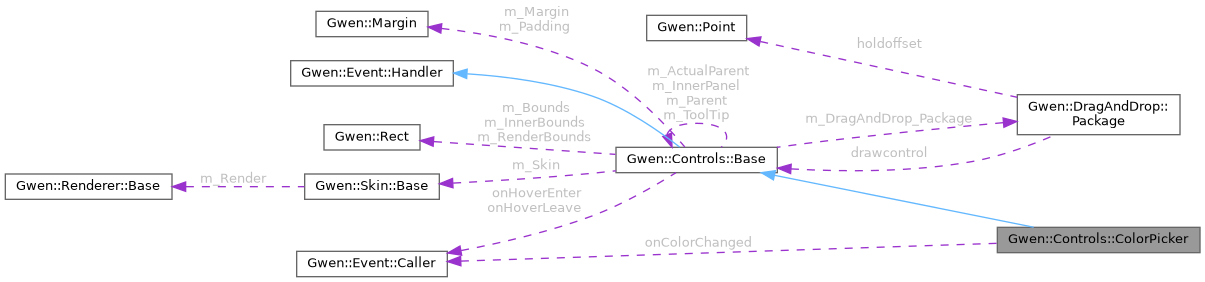 m_Margin
m_Padding
Gwen::Margin
Gwen::Point
holdoffset
Gwen::Event::Handler
m_ActualParent
m_InnerPanel
m_Parent
m_ToolTip
Gwen::DragAndDrop::
Package
m_Bounds
m_InnerBounds
m_RenderBounds
Gwen::Rect
m_DragAndDrop_Package
drawcontrol
Gwen::Controls::Base
m_Skin
Gwen::Renderer::Base
m_Render
Gwen::Skin::Base
onHoverEnter
onHoverLeave
onColorChanged
Gwen::Controls::ColorPicker
Gwen::Event::Caller